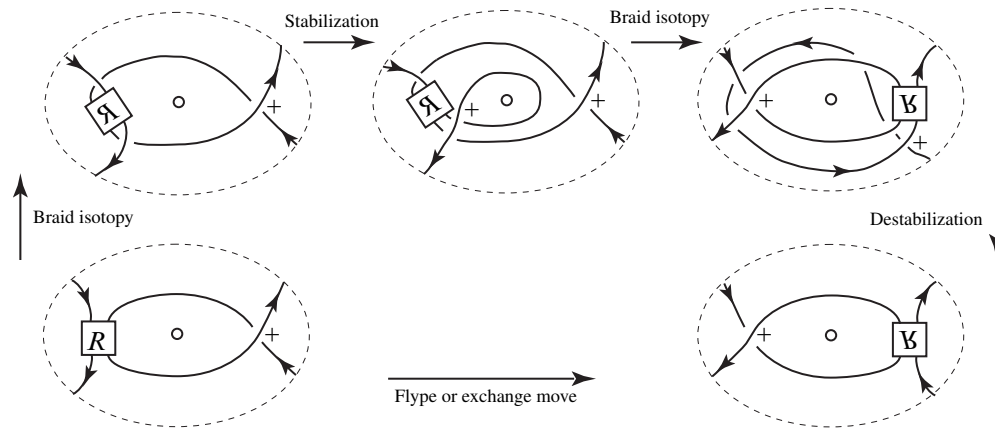 Stabilization
Braid isotopy
R
+
R
+
+
R
+
+
Braid isotopy
Destabilization
R
+
+
R
Flype or exchange move